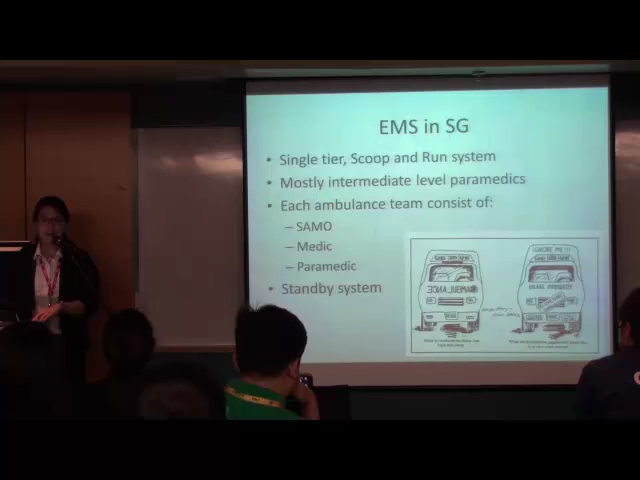 EMS in SG
• Single tier, Scoop and Run system
• Mostly intermediate level paramedics
• Each ambulance team consist of:
– SAMO
– Medic
– Paramedic
• Standby system
AMBULANCE